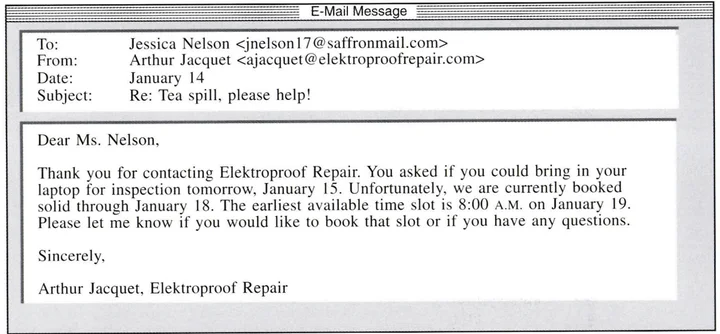 E-Mail Message
To: Jessica Nelson <jnelson17@saffronmail.com>
From: Arthur Jacquet <ajacquet@elektroproofrepair.com>
Date: January 14
Subject: Re: Tea spill, please help!
Dear Ms. Nelson,
Thank you for contacting Elektroproof Repair. You asked if you could bring in your
laptop for inspection tomorrow, January 15. Unfortunately, we are currently booked
solid through January 18. The earliest available time slot is 8:00 A.M. on January 19.
Please let me know if you would like to book that slot or if you have any questions.
Sincerely,
Arthur Jacquet, Elektroproof Repair